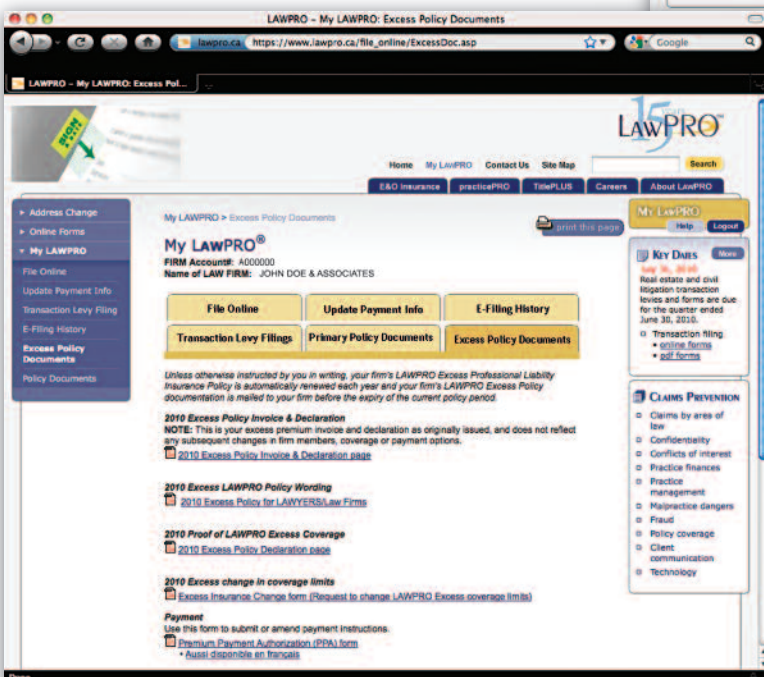 LAWPRO – My LAWPRO: Excess Policy Documents
lawpro.ca https://www.lawpro.ca/file_online/ExcessDoc.asp
Google
LAWPRO – My LAWPRO: Excess Pol...
SIGN
15 years
LAWPRO™
Home My LAWPRO Contact Us Site Map Search
E&O Insurance practicePRO TitlePLUS Careers About LAWPRO
Address Change
Online Forms
My LAWPRO
File Online
Update Payment Info
Transaction Levy Filing
E-Filing History
Excess Policy
Documents
Policy Documents
My LAWPRO > Excess Policy Documents
print this page
My LAWPRO®
FIRM Account#: A000000
Name of LAW FIRM: JOHN DOE & ASSOCIATES
File Online Update Payment Info E-Filing History
Transaction Levy Filings Primary Policy Documents Excess Policy Documents
Unless otherwise instructed by you in writing, your firm's LAWPRO Excess Professional Liability
Insurance Policy is automatically renewed each year and your firm's LAWPRO Excess Policy
documentation is mailed to your firm before the expiry of the current policy period.
2010 Excess Policy Invoice & Declaration
NOTE: This is your excess premium invoice and declaration as originally issued, and does not reflect
any subsequent changes in firm members, coverage or payment options.
2010 Excess Policy Invoice & Declaration page
2010 Excess LAWPRO Policy Wording
2010 Excess Policy for LAWYERS/Law Firms
2010 Proof of LAWPRO Excess Coverage
2010 Excess Policy Declaration page
2010 Excess change in coverage limits
Excess Insurance Change form (Request to change LAWPRO Excess coverage limits)
Payment
Use this form to submit or amend payment instructions.
Premium Payment Authorization (PPA) form
• Aussi disponible en français
My LAWPRO
Help Logout
KEY DATES More
July 31, 2010
Real estate and civil
litigation transaction
levies and forms are due
for the quarter ended
June 30, 2010.
Transaction filing
• online forms
• pdf forms
CLAIMS PREVENTION
Claims by area of
law
Confidentiality
Conflicts of interest
Practice finances
Practice
management
Malpractice dangers
Fraud
Policy coverage
Client
communication
Technology